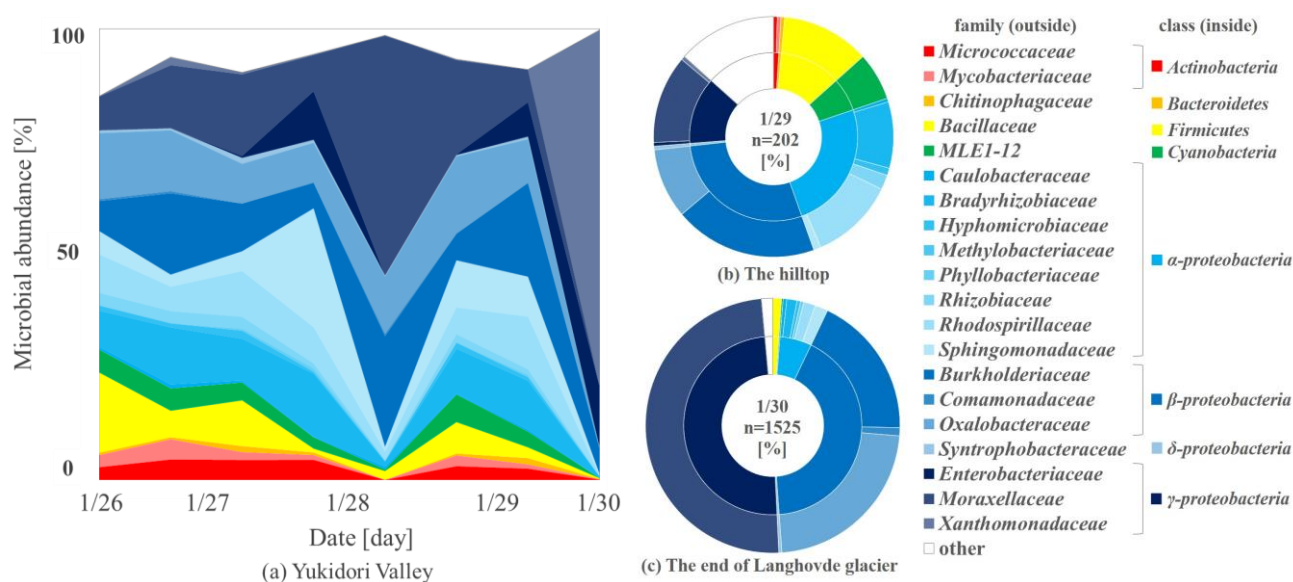 100
50
0
Microbial abundance [%]
1/26
1/27
1/28
1/29
1/30
Date [day]
(a) Yukidori Valley
1/29
n=202
[%]
(b) The hilltop
1/30
n=1525
[%]
(c) The end of Langhovde glacier
family (outside)
Micrococcaceae
Mycobacteriaceae
Chitinophagaceae
Bacillaceae
MLE1-12
Caulobacteraceae
Bradyrhizobiaceae
Hyphomicrobiaceae
Methylobacteriaceae
Phyllobacteriaceae
Rhizobiaceae
Rhodospirillaceae
Sphingomonadaceae
Burkholderiaceae
Comamonadaceae
Oxalobacteraceae
Syntrophobacteraceae
Enterobacteriaceae
Moraxellaceae
Xanthomonadaceae
other
class (inside)
Actinobacteria
Bacteroidetes
Firmicutes
Cyanobacteria
α-proteobacteria
β-proteobacteria
δ-proteobacteria
γ-proteobacteria